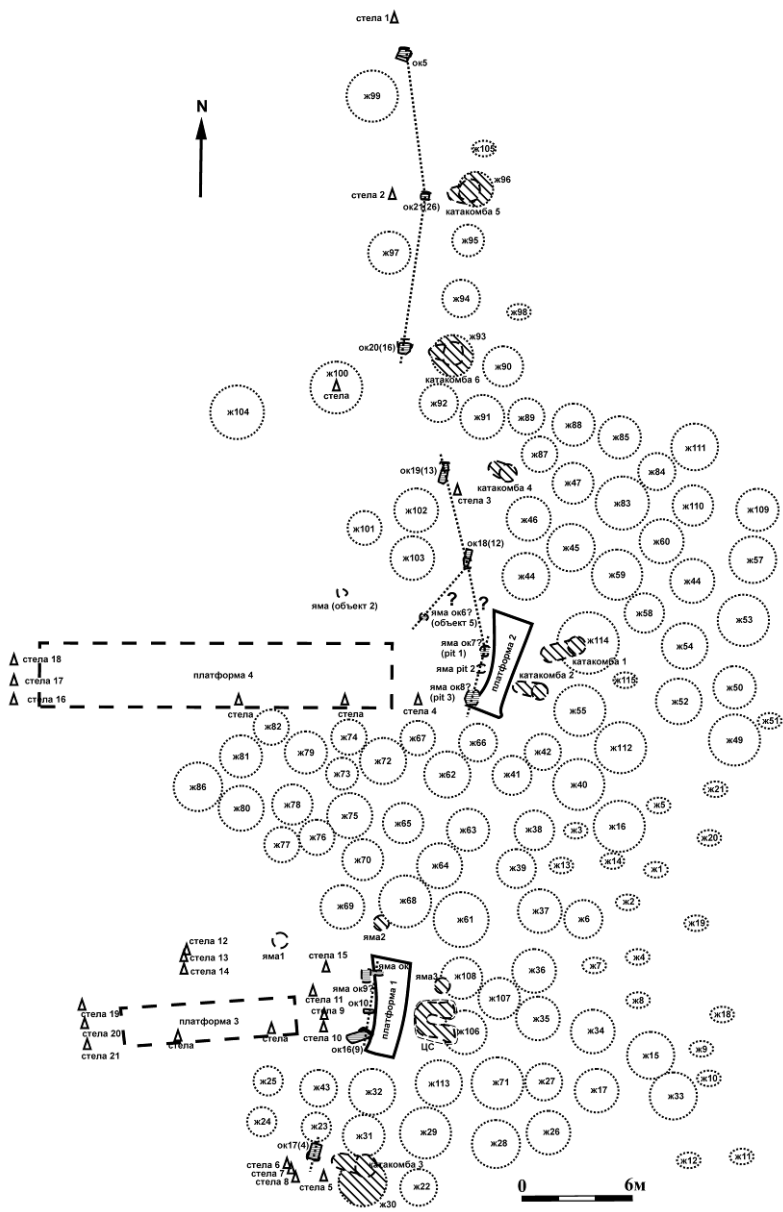 стела 1
ок5
ж99
N
ж105
ж96
стела 2
ок21(26)
катакомба 5
ж95
ж97
ж94
ж98
ж93
ок20(16)
ж90
ж100
катакомба 6
стела
ж104
ж92
ж91
ж89
ж88
ж85
ж111
ж87
ок19(13)
катакомба 4
ж47
ж84
стела 3
ж83
ж110
ж109
ж102
ж101
ж46
ок18(12)
ж45
ж60
ж103
ж57
ж44
ж59
ж44
яма (объект 2)
?
?
яма ок6?
(объект 5)
ж58
ж53
платформа 2
яма ок7?
(pit 1)
ж114
ж54
стела 18
платформа 4
яма pit 2
катакомба 1
стела 17
катакомба 2
ж115
яма ок8?
(pit 3)
ж50
стела 16
стела
стела
стела 4
ж52
ж55
ж51
ж82
ж74
ж67
ж66
ж49
ж79
ж42
ж112
ж81
ж72
ж73
ж62
ж41
ж86
ж40
ж21
ж78
ж5
ж80
ж75
ж65
ж63
ж38
ж3
ж16
ж76
ж20
ж77
ж70
ж64
ж39
ж13
ж14
ж1
ж69
ж68
ж2
ж61
ж37
ж6
ж19
яма2
стела 12
яма1
стела 13
ж4
стела 14
стела 15
яма ок
ж7
ж108
ж36
яма ок9
яма3
стела 11
ж107
ж8
стела 19
ок10
платформа 1
стела 9
ж18
платформа 3
ж35
стела 20
стела 10
ж106
ж34
стела
стела
ЦС
стела 21
ок16(9)
ж9
ж15
ж25
ж43
ж32
ж113
ж71
ж27
ж17
ж10
ж33
ж24
ж23
ж31
ж29
ж28
ж26
ок17(4)
ж11
ж12
стела 6
катакомба 3
стела 7
стела 8
стела 5
ж22
ж30
0
6м